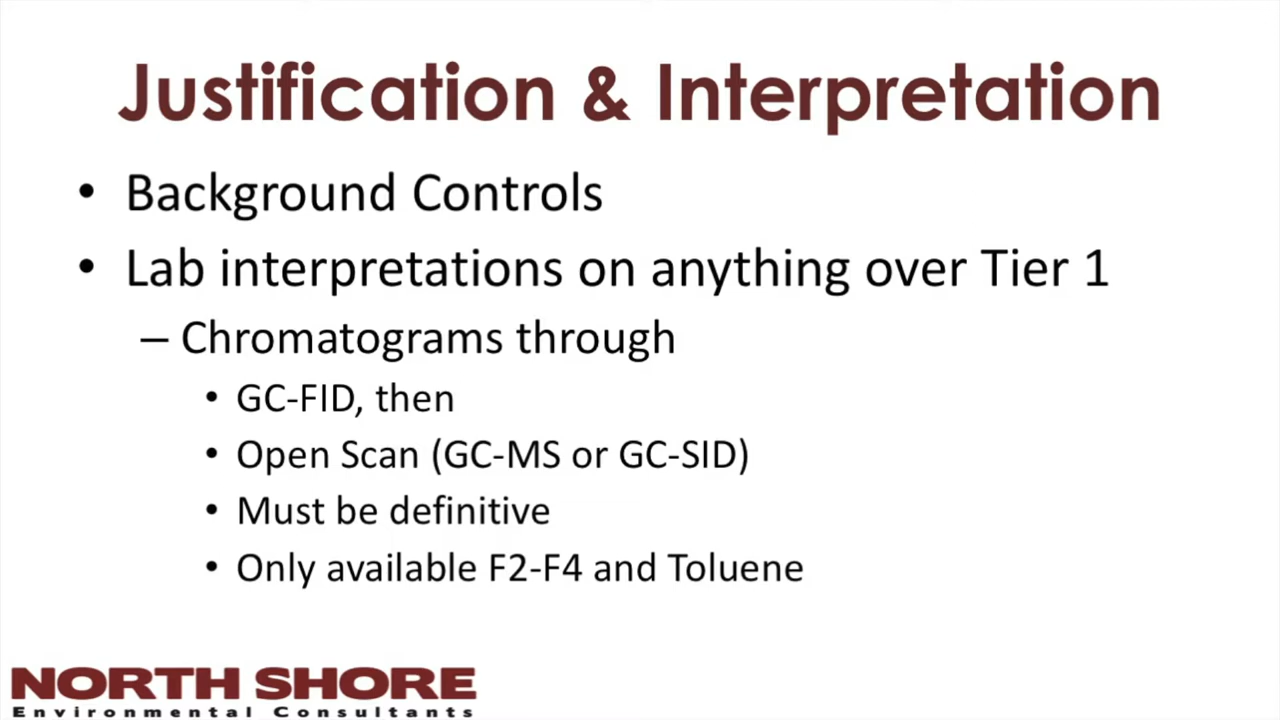 Justification & Interpretation
• Background Controls
• Lab interpretations on anything over Tier 1
– Chromatograms through
• GC-FID, then
• Open Scan (GC-MS or GC-SID)
• Must be definitive
• Only available F2-F4 and Toluene
NORTH SHORE
Environmental Consultants